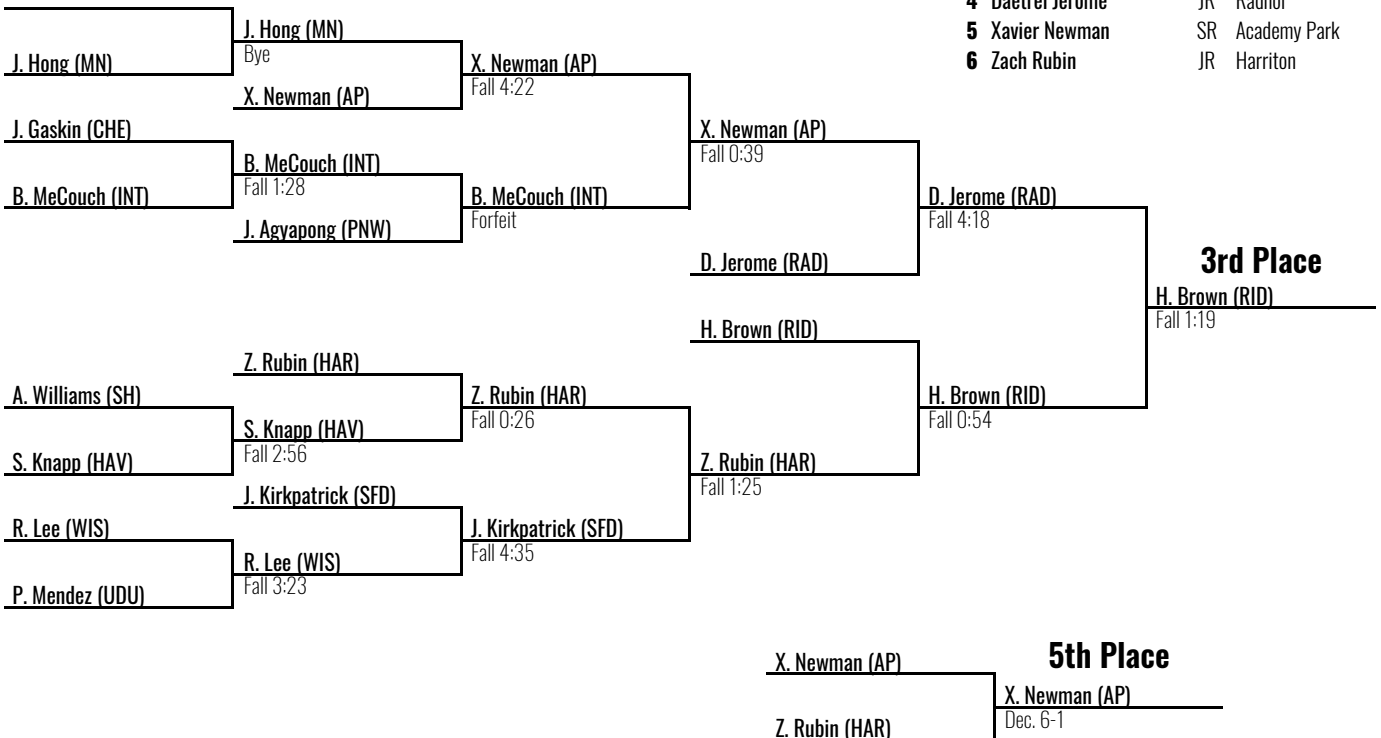 4 Daetrel Jerome JR Radnor
5 Xavier Newman SR Academy Park
6 Zach Rubin JR Harriton
J. Hong (MN)
Bye
J. Hong (MN)
X. Newman (AP)
Fall 4:22
X. Newman (AP)
J. Gaskin (CHE)
X. Newman (AP)
Fall 0:39
B. MeCouch (INT)
Fall 1:28
B. MeCouch (INT)
B. MeCouch (INT)
Forfeit
D. Jerome (RAD)
Fall 4:18
J. Agyapong (PNW)
D. Jerome (RAD)
3rd Place
H. Brown (RID)
Fall 1:19
H. Brown (RID)
Z. Rubin (HAR)
A. Williams (SH)
Z. Rubin (HAR)
Fall 0:26
H. Brown (RID)
Fall 0:54
S. Knapp (HAV)
Fall 2:56
S. Knapp (HAV)
Z. Rubin (HAR)
Fall 1:25
J. Kirkpatrick (SFD)
R. Lee (WIS)
J. Kirkpatrick (SFD)
Fall 4:35
R. Lee (WIS)
Fall 3:23
P. Mendez (UDU)
5th Place
X. Newman (AP)
X. Newman (AP)
Dec. 6-1
Z. Rubin (HAR)